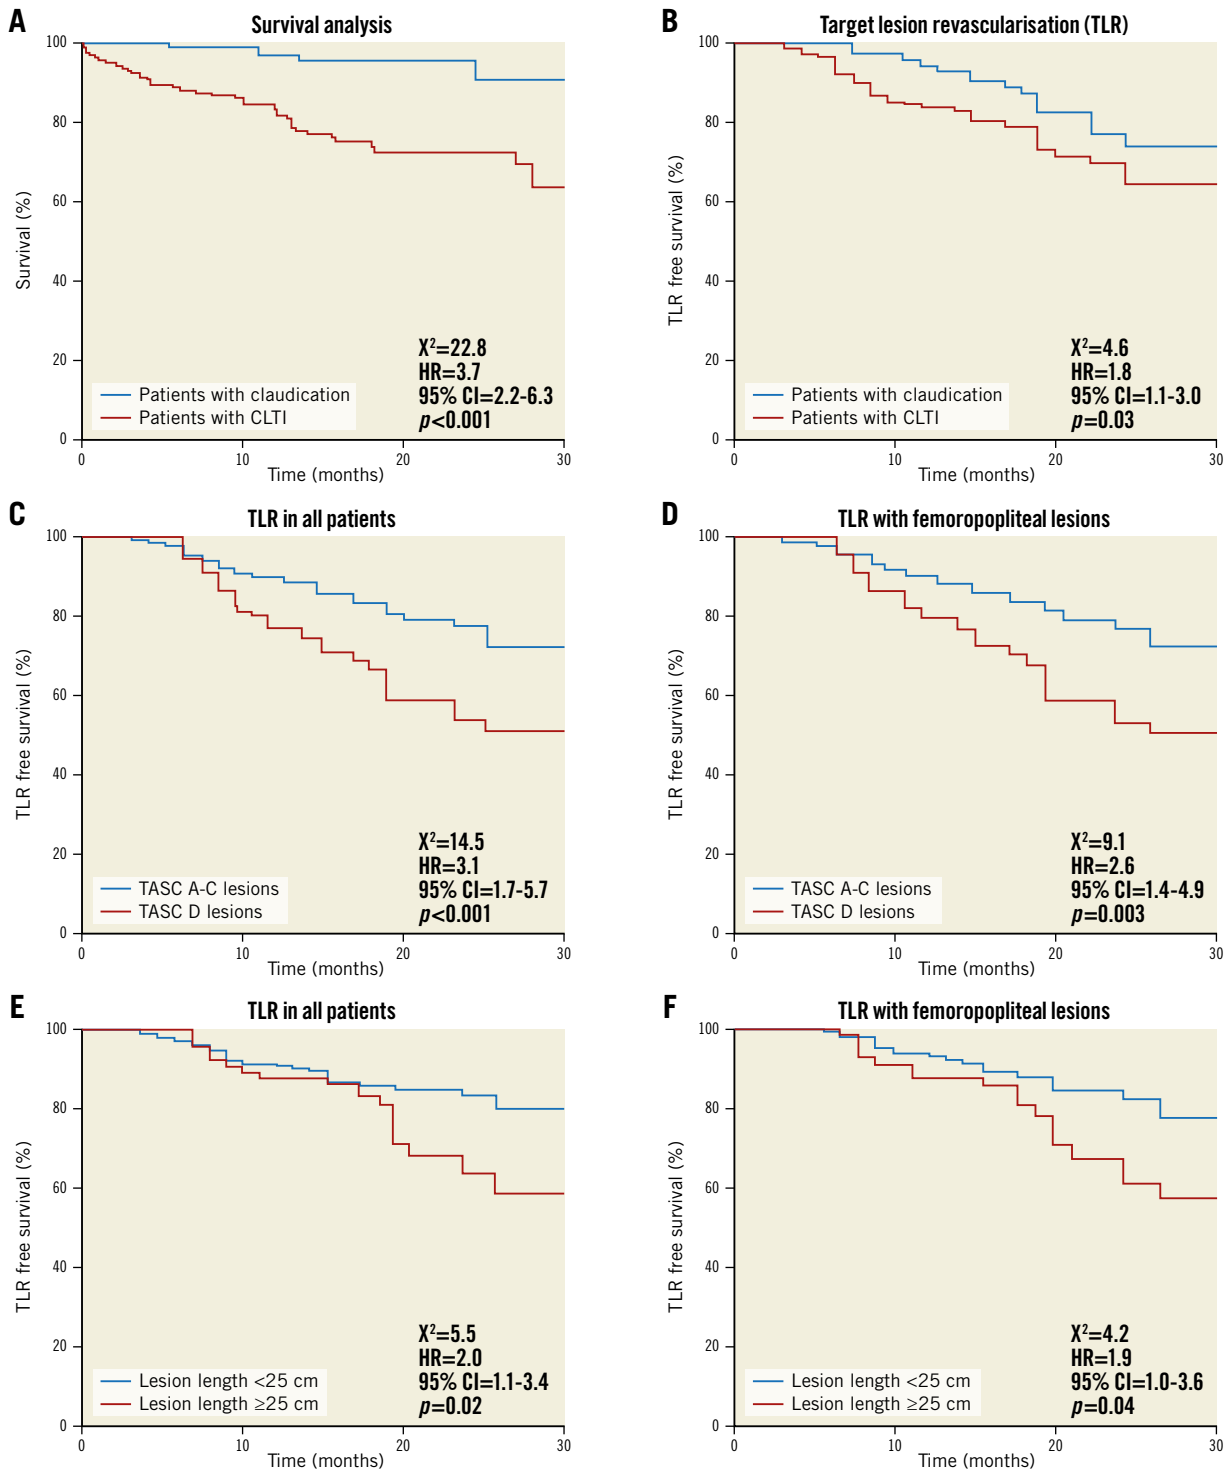 A
Survival analysis
100
80
60
40
20
0
Survival (%)
X²=22.8
HR=3.7
95% CI=2.2-6.3
p<0.001
Patients with claudication
Patients with CLTI
0 10 20 30
Time (months)
B
Target lesion revascularisation (TLR)
100
80
60
40
20
0
TLR free survival (%)
X²=4.6
HR=1.8
95% CI=1.1-3.0
p=0.03
Patients with claudication
Patients with CLTI
0 10 20 30
Time (months)
C
TLR in all patients
100
80
60
40
20
0
TLR free survival (%)
X²=14.5
HR=3.1
95% CI=1.7-5.7
p<0.001
TASC A-C lesions
TASC D lesions
0 10 20 30
Time (months)
D
TLR with femoropopliteal lesions
100
80
60
40
20
0
TLR free survival (%)
X²=9.1
HR=2.6
95% CI=1.4-4.9
p=0.003
TASC A-C lesions
TASC D lesions
0 10 20 30
Time (months)
E
TLR in all patients
100
80
60
40
20
0
TLR free survival (%)
X²=5.5
HR=2.0
95% CI=1.1-3.4
p=0.02
Lesion length <25 cm
Lesion length ≥25 cm
0 10 20 30
Time (months)
F
TLR with femoropopliteal lesions
100
80
60
40
20
0
TLR free survival (%)
X²=4.2
HR=1.9
95% CI=1.0-3.6
p=0.04
Lesion length <25 cm
Lesion length ≥25 cm
0 10 20 30
Time (months)